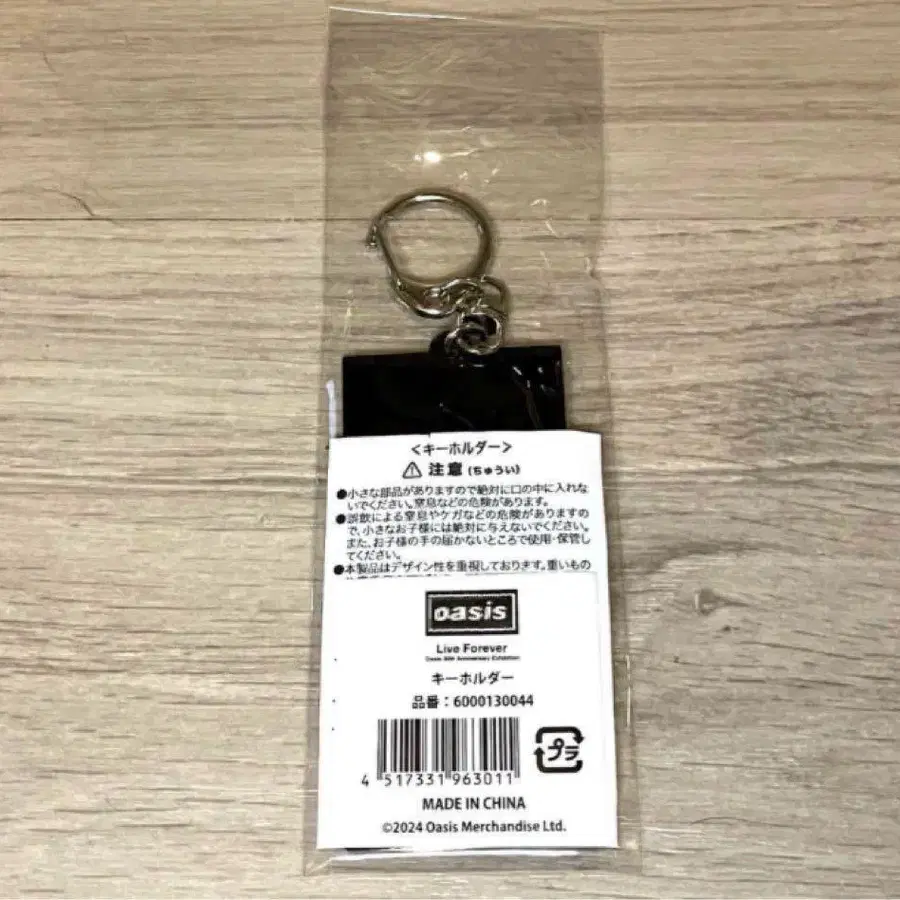 <キーホルダー>
⚠ 注意 (ちゅうい)
●小さな部品がありますので絶対に口の中に入れな
いでください。窒息などの危険があります。
●誤飲による窒息やケガなどの危険がありますの
で、小さなお子様には絶対に与えないでください。
また、お子様の手の届かないところで使用・保管し
てください。
●本製品はデザイン性を重視しております。重いもの
oasis
Live Forever
Oasis 30th Anniversary Exhibition
キーホルダー
品番：6000130044
4 517331 963011
プラ
MADE IN CHINA
©2024 Oasis Merchandise Ltd.